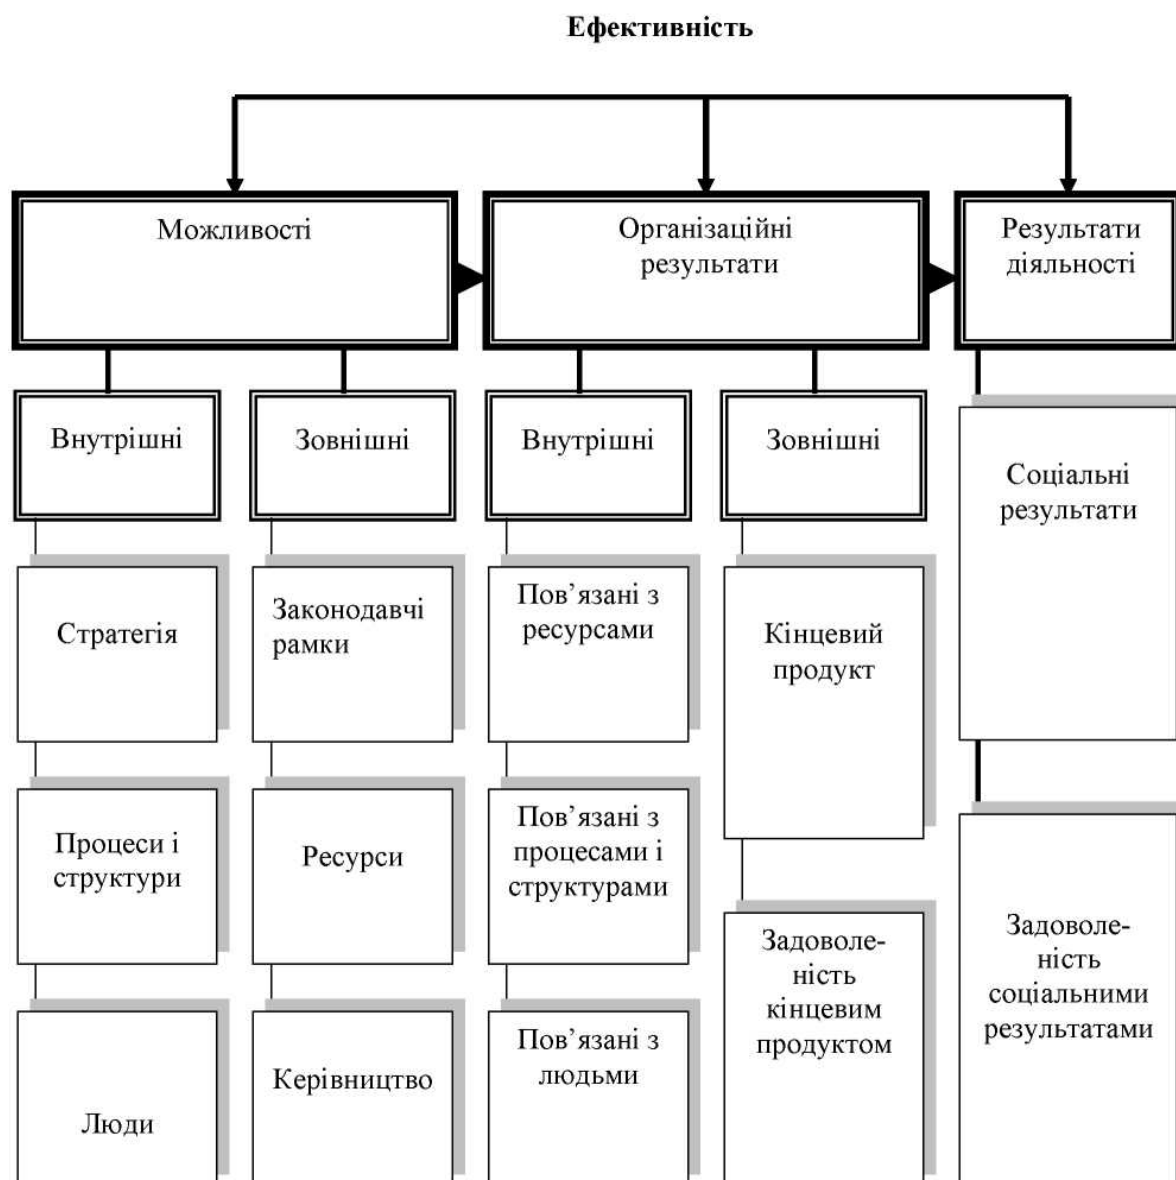 Ефективність
Можливості
Організаційні
результати
Результати
діяльності
Внутрішні
Зовнішні
Внутрішні
Зовнішні
Соціальні
результати
Стратегія
Законодавчі
рамки
Пов’язані з
ресурсами
Кінцевий
продукт
Процеси і
структури
Ресурси
Пов’язані з
процесами і
структурами
Задоволе-
ність
кінцевим
продуктом
Задоволе-
ність
соціальними
результатами
Люди
Керівництво
Пов’язані з
людьми